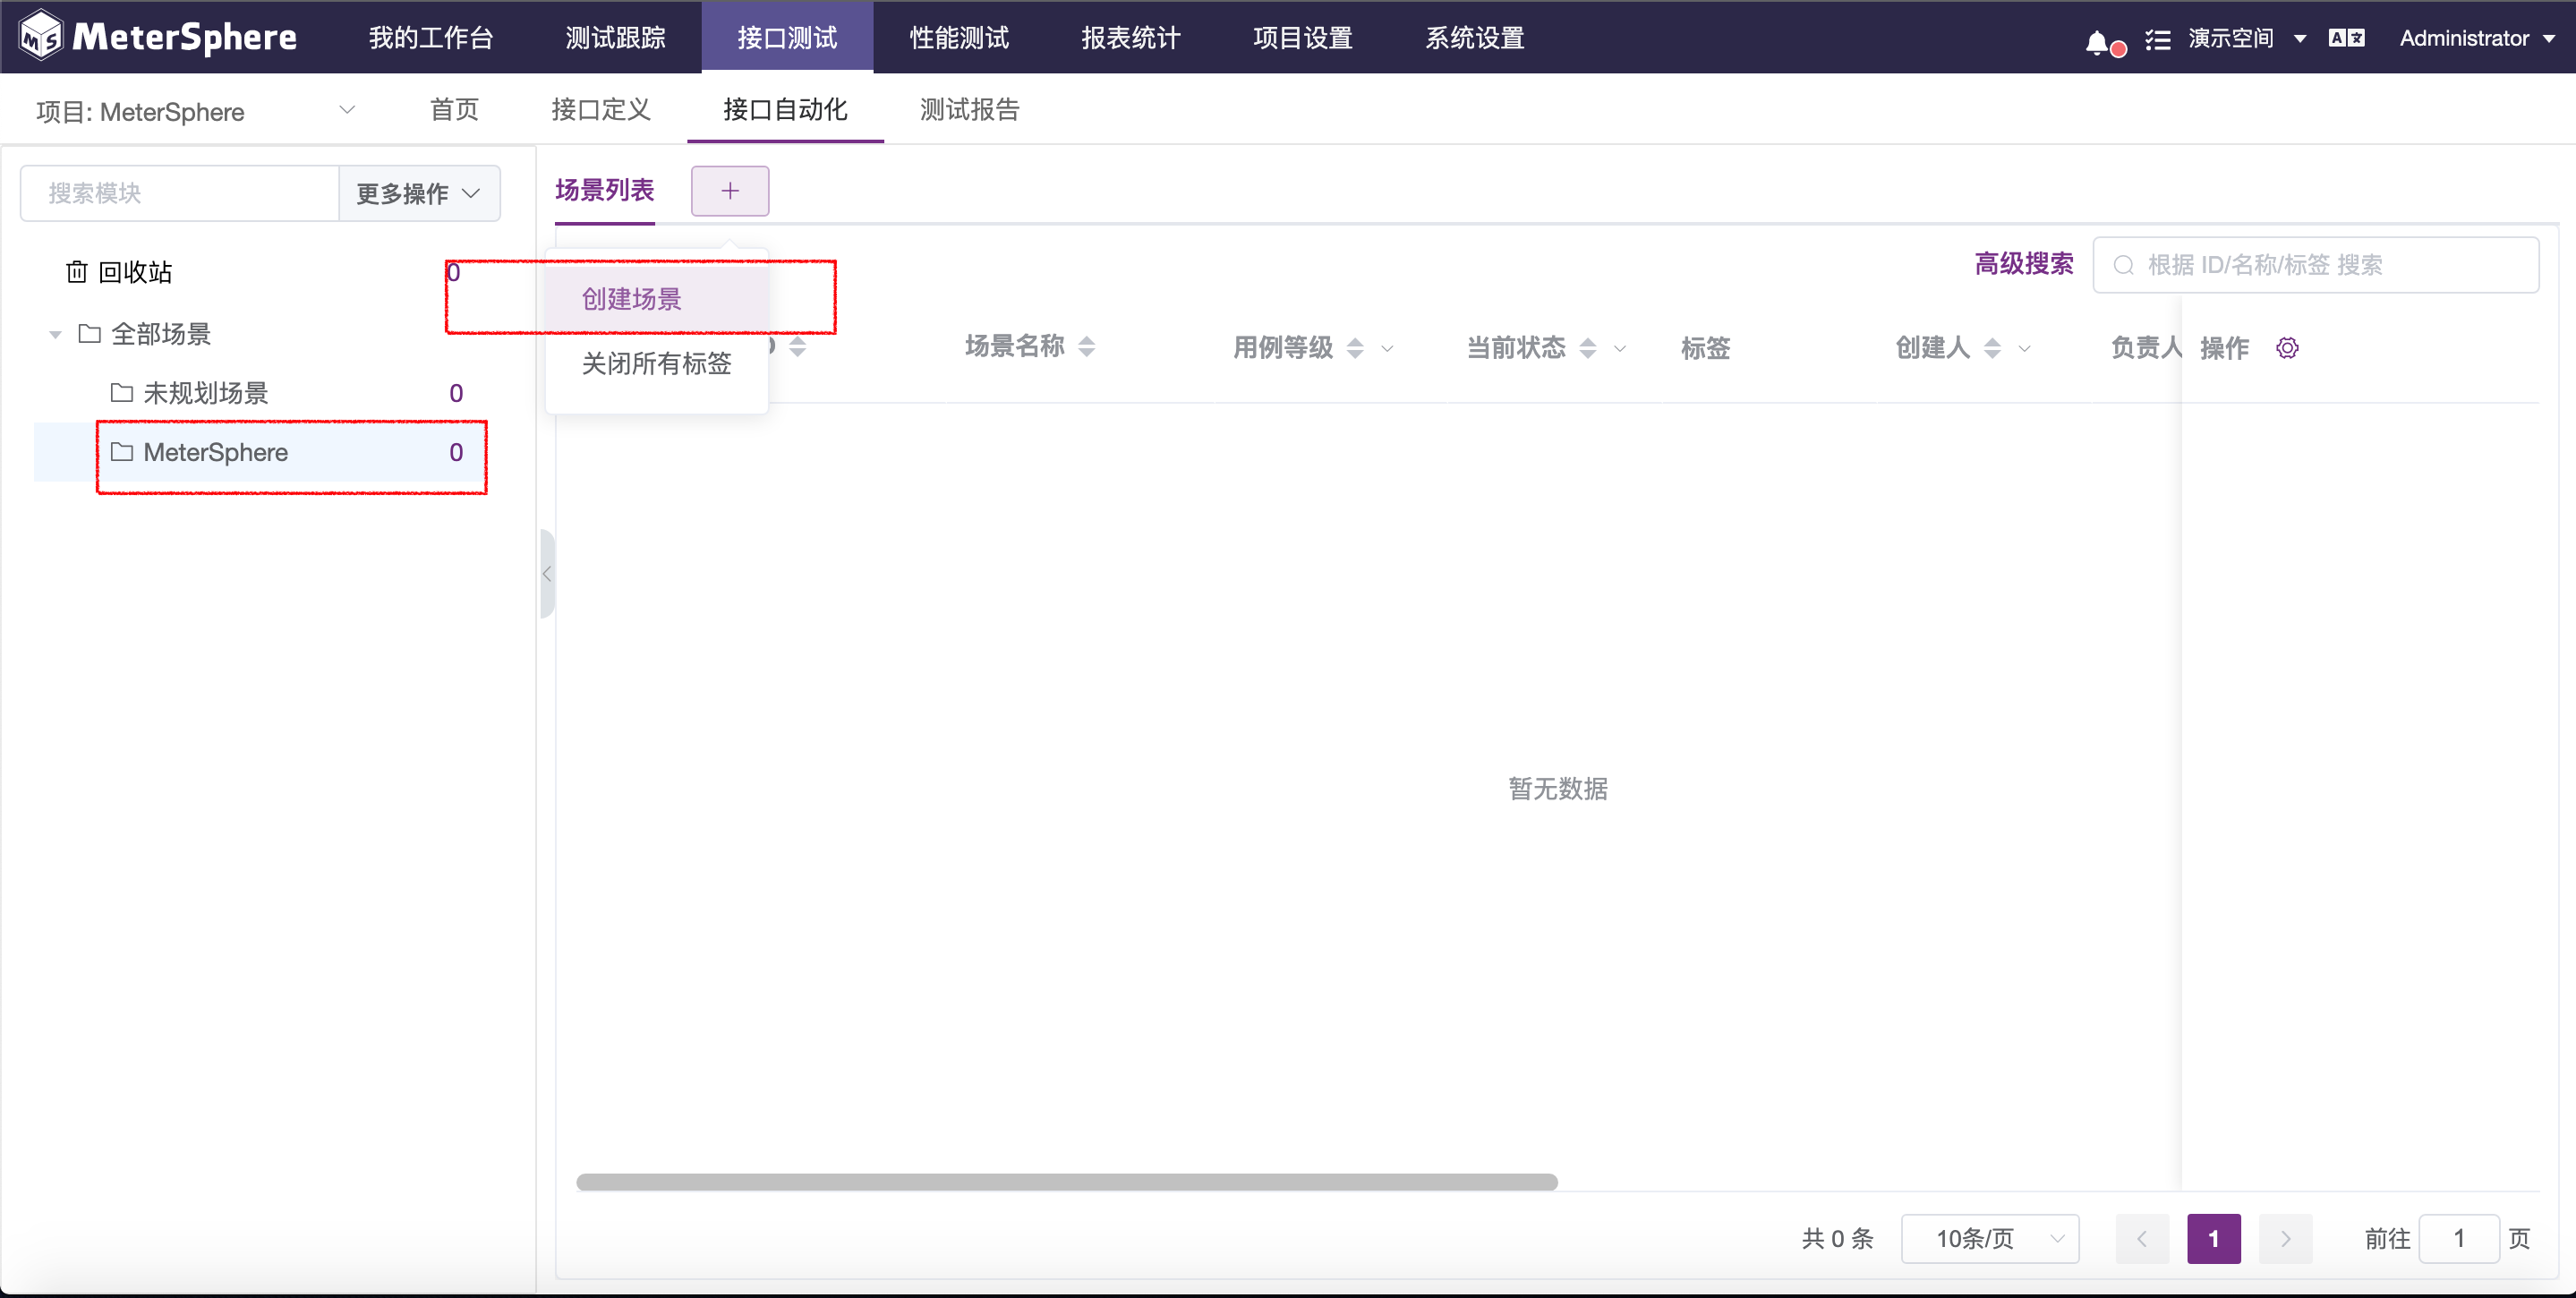 MeterSphere 我的工作台 测试跟踪 接口测试 性能测试 报表统计 项目设置 系统设置 演示空间 Administrator
项目: MeterSphere 首页 接口定义 接口自动化 测试报告
搜索模块 更多操作
场景列表 +
回收站 0
创建场景
高级搜索 根据 ID/名称/标签 搜索
全部场景
关闭所有标签
场景名称 用例等级 当前状态 标签 创建人 负责人 操作
未规划场景 0
MeterSphere 0
暂无数据
共 0 条 10条/页 1 前往 1 页